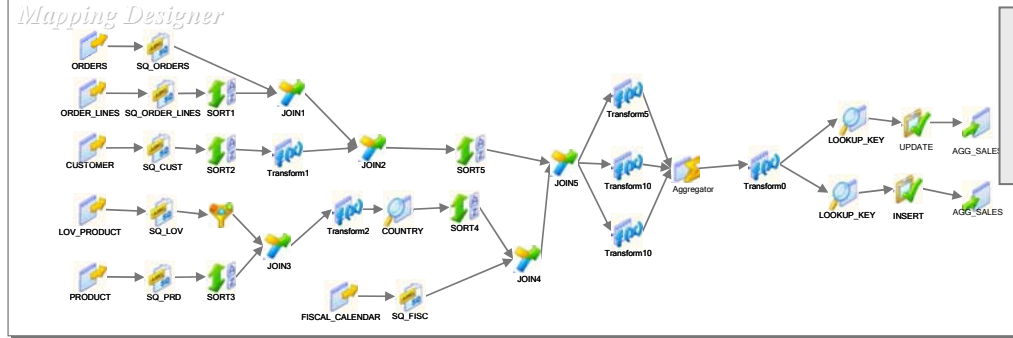 Mapping Designer
ORDERS
SQ_ORDERS
ORDER_LINES
SQ_ORDER_LINES
SORT1
JOIN1
CUSTOMER
SQ_CUST
SORT2
Transform1
JOIN2
SORT5
LOV_PRODUCT
SQ_LOV
JOIN3
Transform2
COUNTRY
SORT4
PRODUCT
SQ_PRD
SORT3
FISCAL_CALENDAR
SQ_FISC
JOIN4
JOIN5
Transform5
Transform10
Transform10
Aggregator
Transform0
LOOKUP_KEY
UPDATE
AGG_SALES
LOOKUP_KEY
INSERT
AGG_SALES